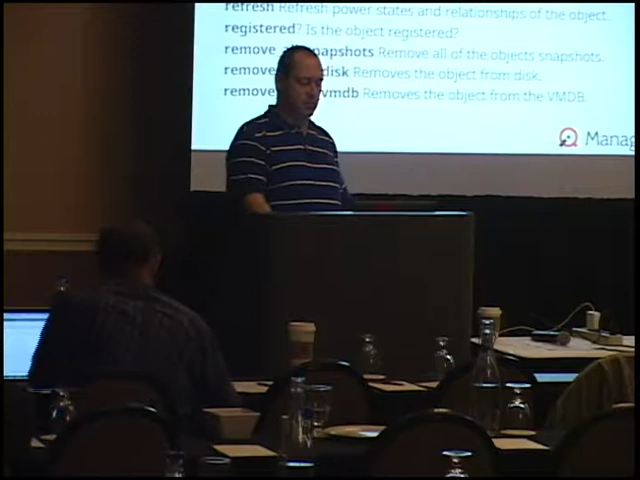 refresh Refresh power states and relationships of the object.
registered? Is the object registered?
remove snapshots Remove all of the objects snapshots.
remove disk Removes the object from disk.
remove vmdb Removes the object from the VMDB.
Manag